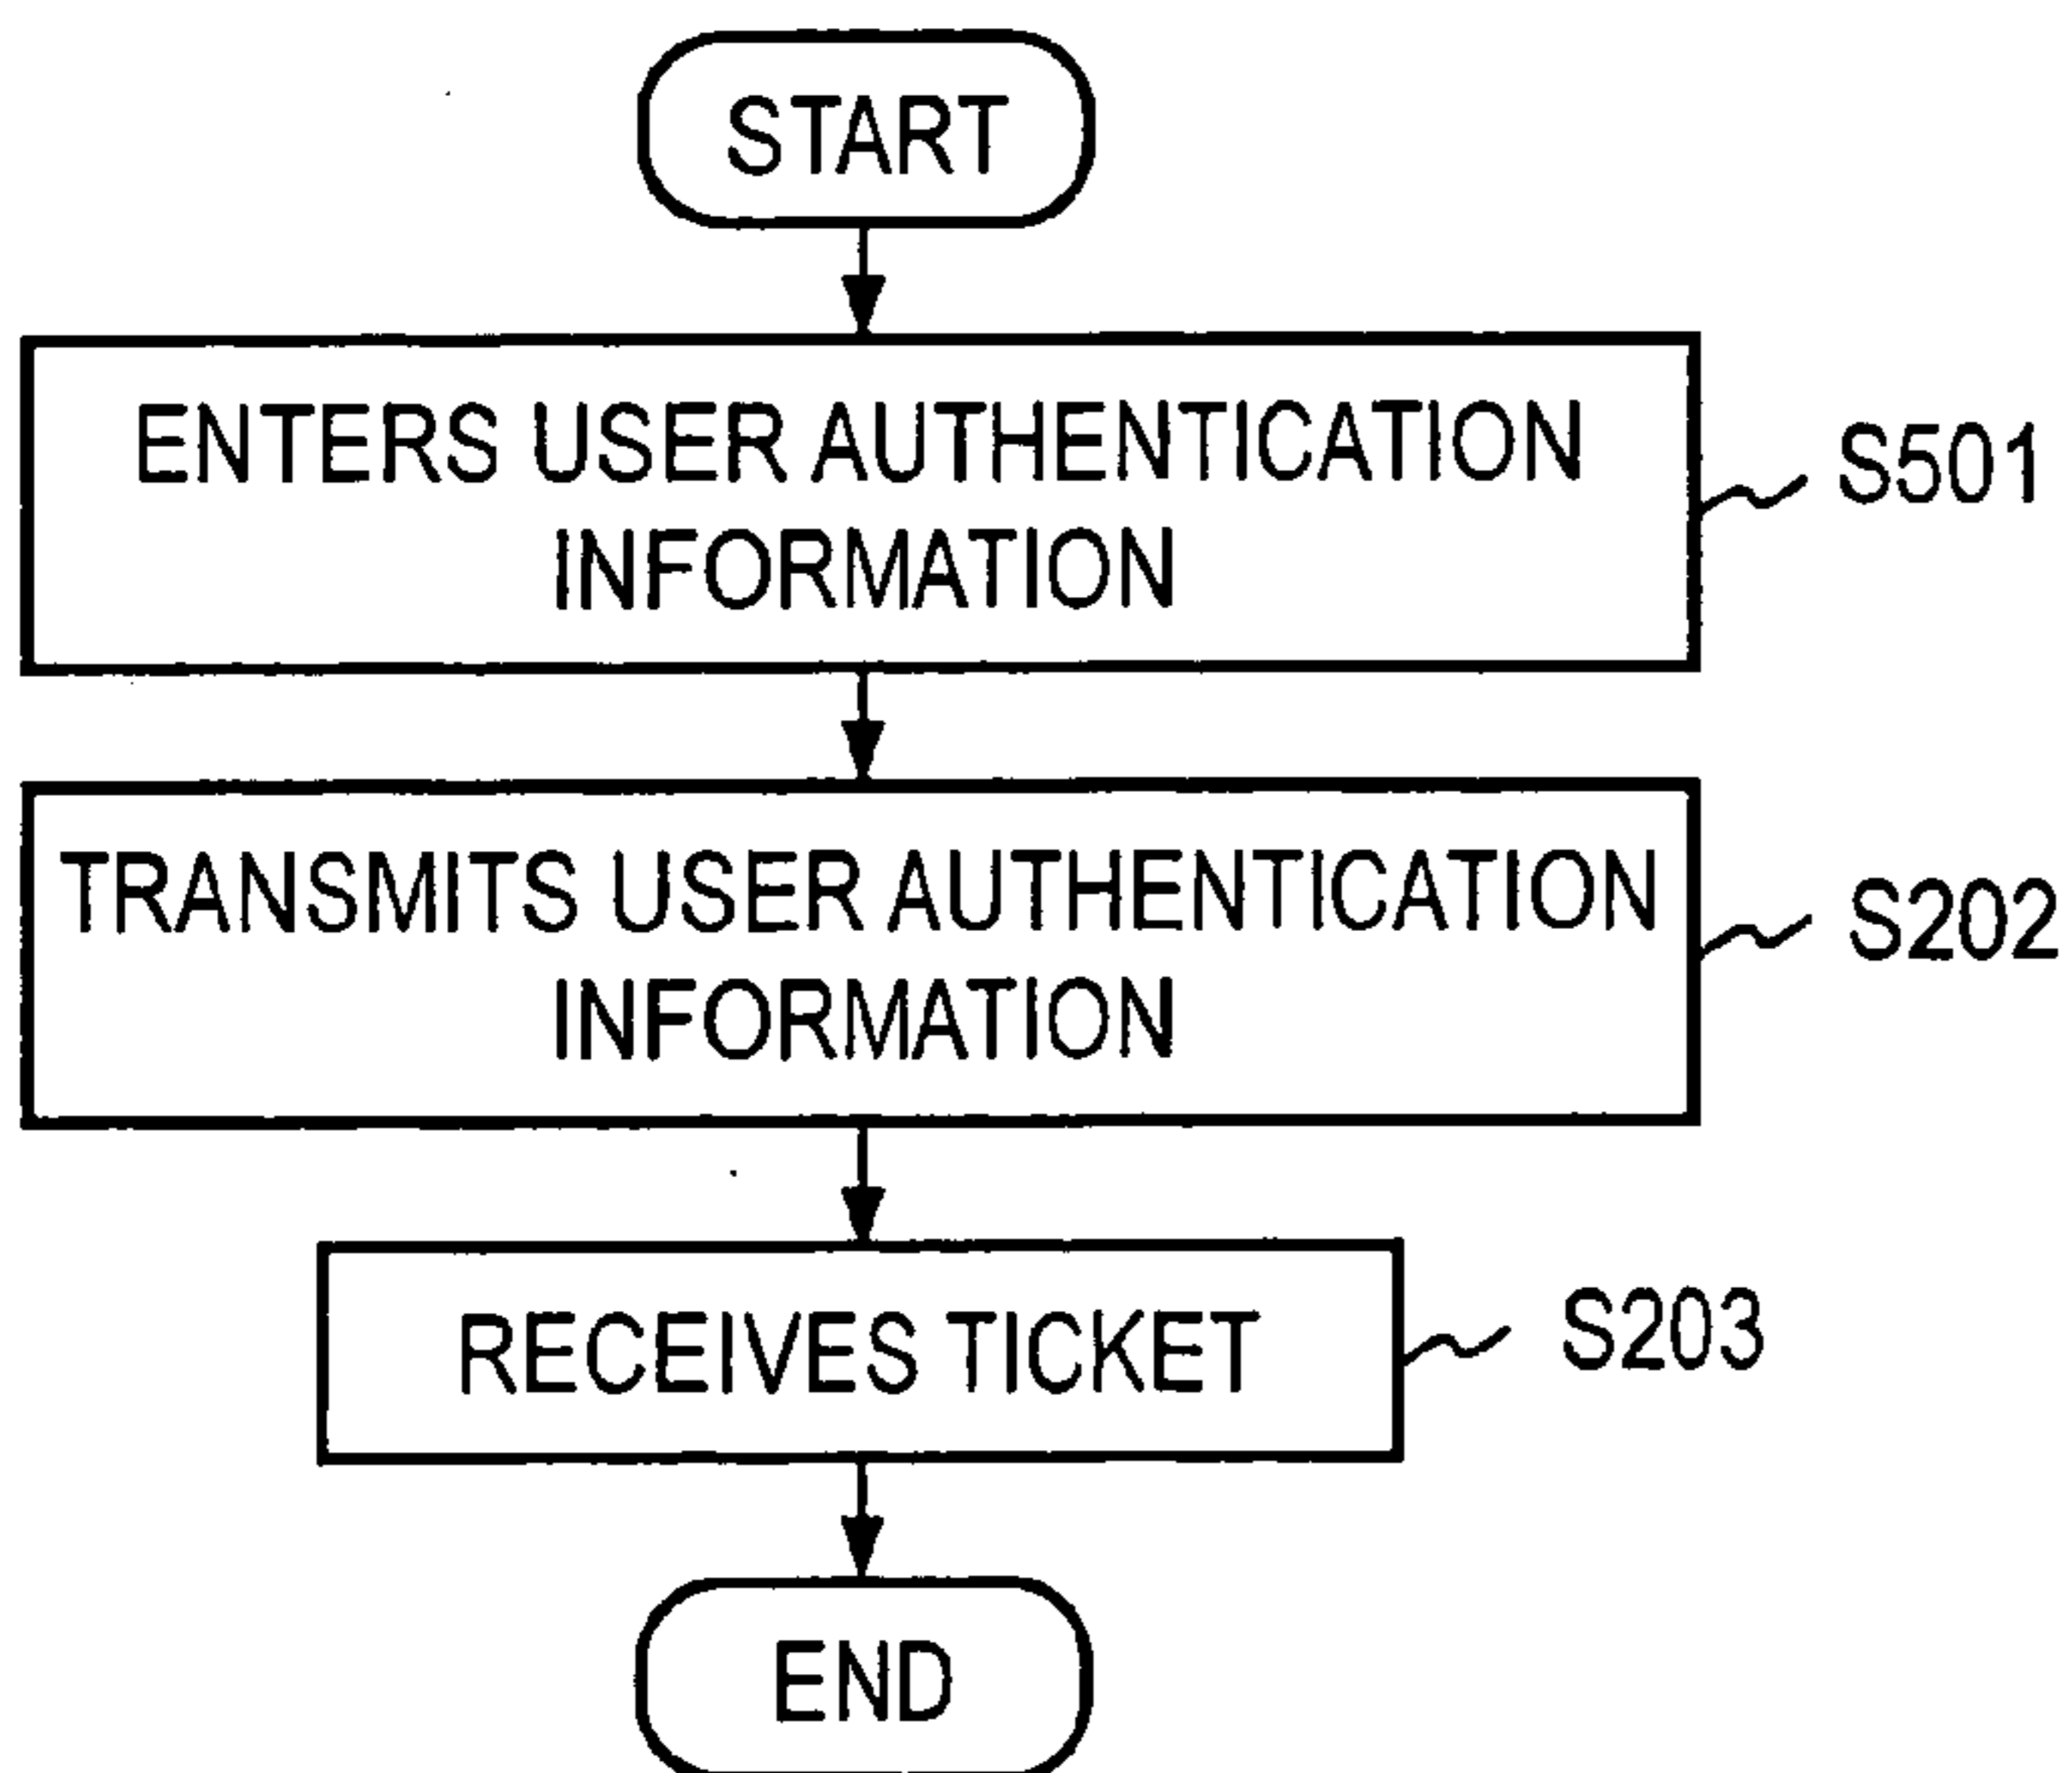 START
ENTERS USER AUTHENTICATION
INFORMATION
S501
TRANSMITS USER AUTHENTICATION
INFORMATION
S202
RECEIVES TICKET
S203
END